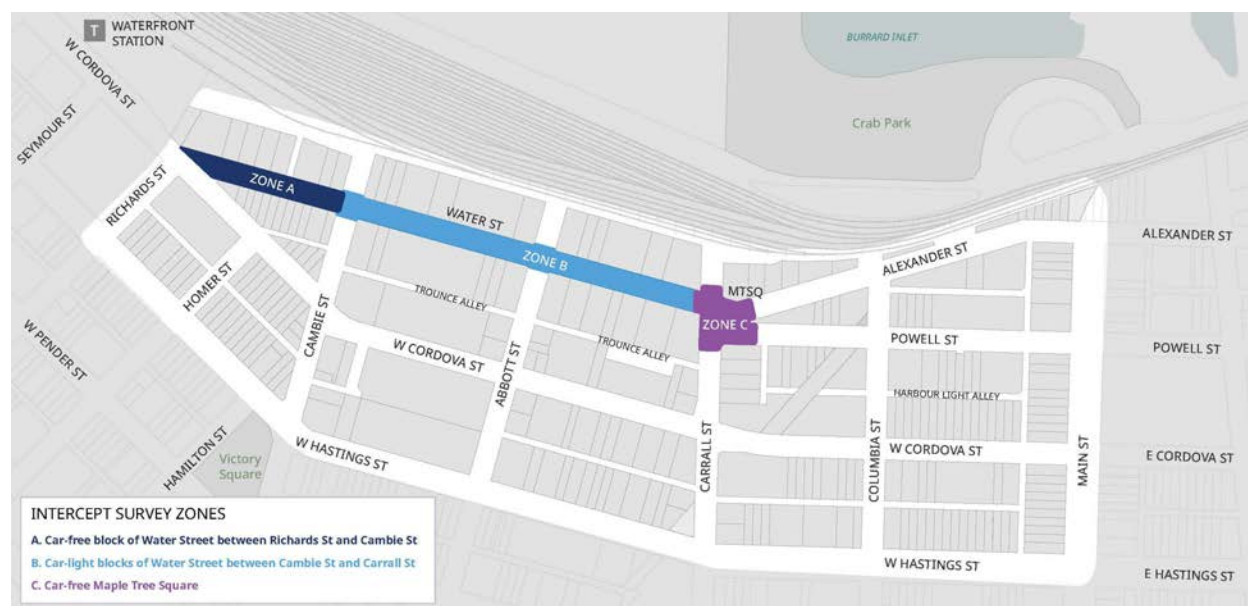 T WATERFRONT
STATION
W CORDOVA ST
SEYMOUR ST
RICHARDS ST
HOMER ST
W PENDER ST
HAMILTON ST
Victory
Square
BURRARD INLET
Crab Park
ZONE A
WATER ST
ZONE B
MTSQ
ZONE C
ALEXANDER ST
ALEXANDER ST
TROUNCE ALLEY
TROUNCE ALLEY
CAMBIE ST
W CORDOVA ST
ABBOTT ST
POWELL ST
POWELL ST
HARBOUR LIGHT ALLEY
W HASTINGS ST
CARRALL ST
COLUMBIA ST
W CORDOVA ST
MAIN ST
E CORDOVA ST
W HASTINGS ST
E HASTINGS ST
INTERCEPT SURVEY ZONES
A. Car-free block of Water Street between Richards St and Cambie St
B. Car-light blocks of Water Street between Cambie St and Carrall St
C. Car-free Maple Tree Square